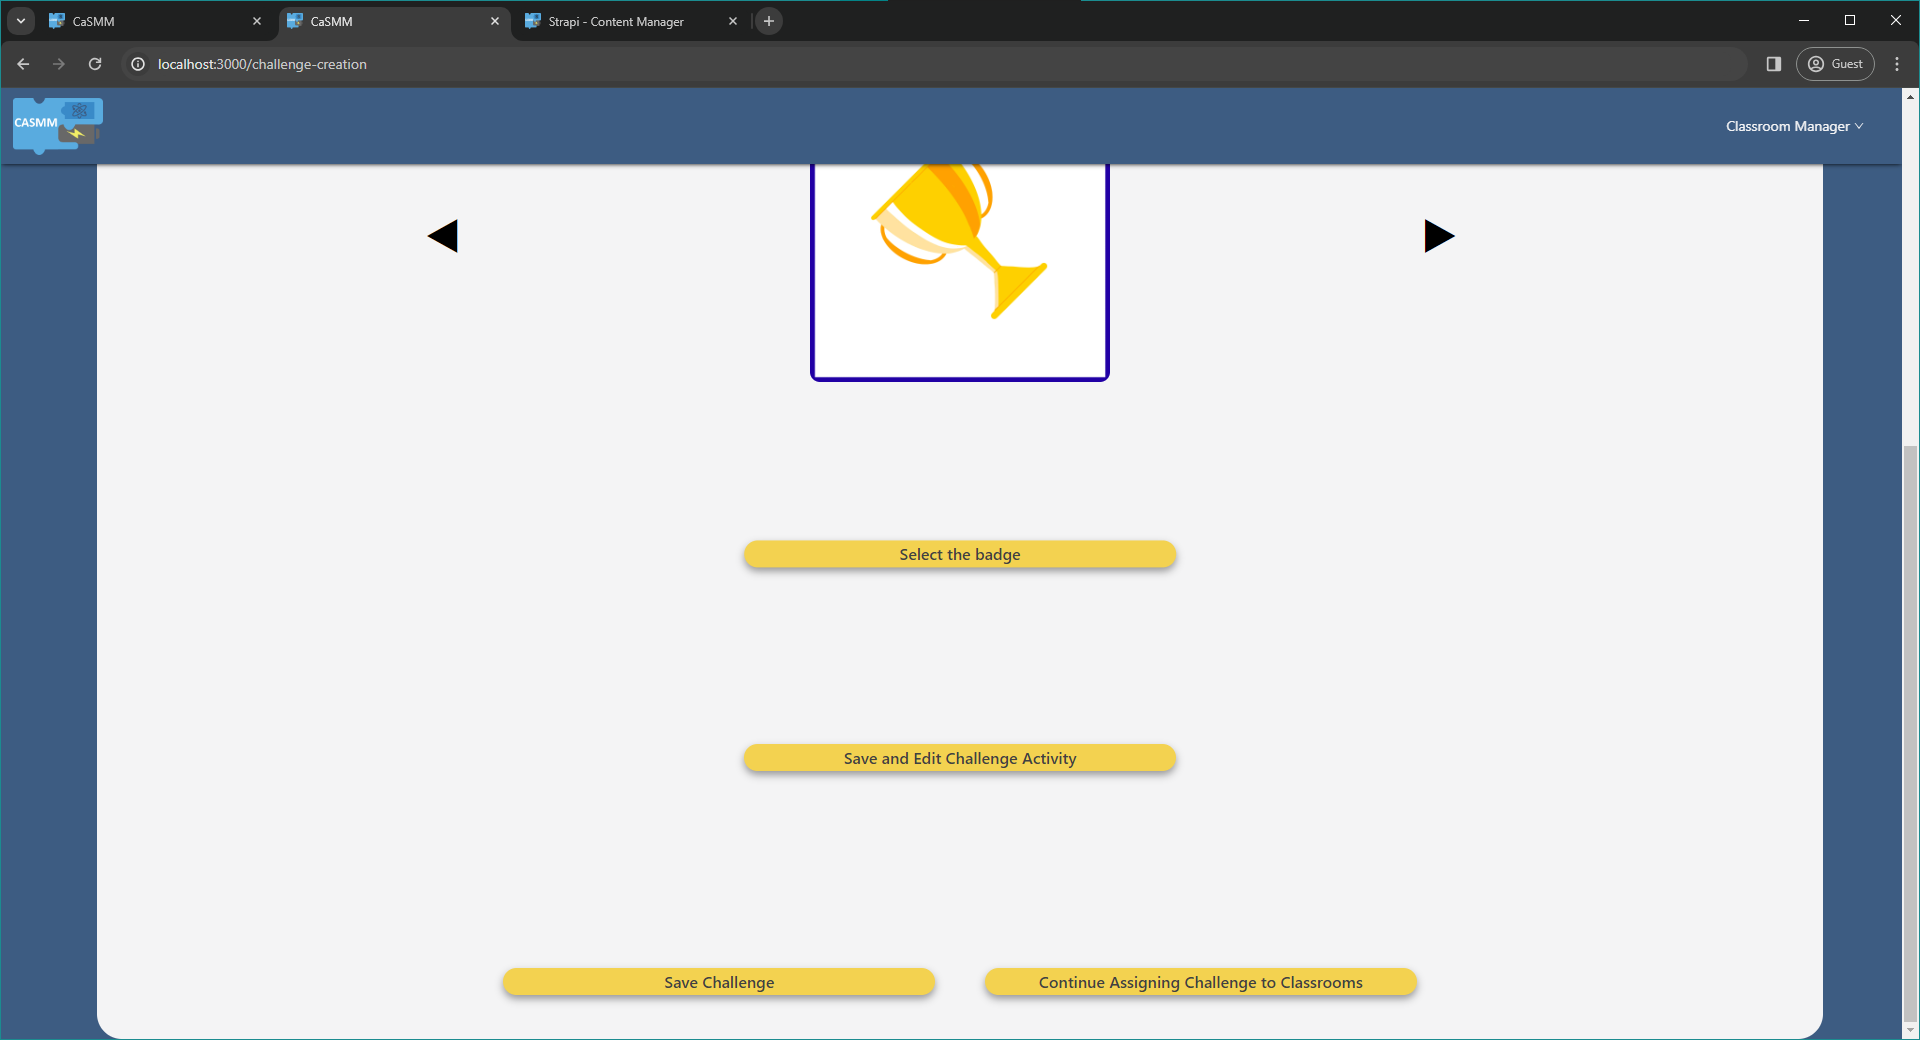 CaSMM
CaSMM
Strapi - Content Manager
localhost:3000/challenge-creation
Guest
CASMM
Classroom Manager
Select the badge
Save and Edit Challenge Activity
Save Challenge
Continue Assigning Challenge to Classrooms